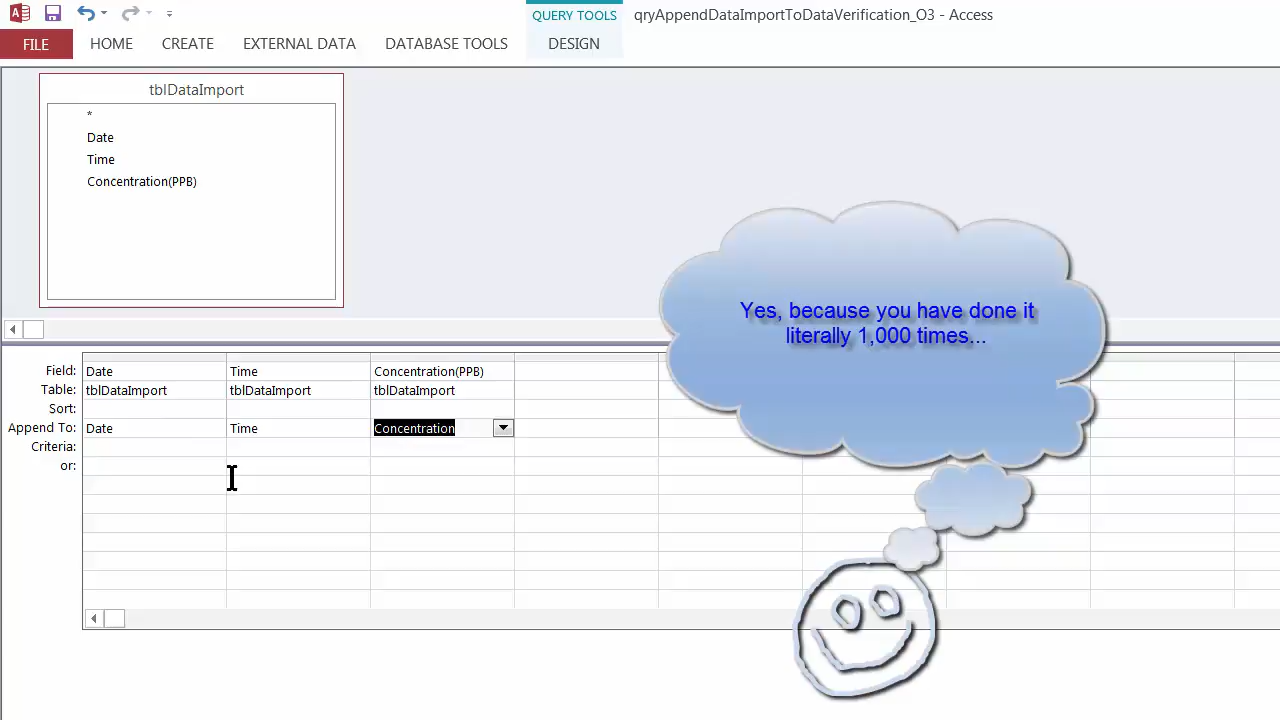 QUERY TOOLS
qryAppendDataImportToDataVerification_O3 - Access
FILE HOME CREATE EXTERNAL DATA DATABASE TOOLS DESIGN
tblDataImport
*
Date
Time
Concentration(PPB)
Yes, because you have done it
literally 1,000 times...
Field: Date Time Concentration(PPB)
Table: tblDataImport tblDataImport tblDataImport
Sort:
Append To: Date Time Concentration
Criteria:
or: